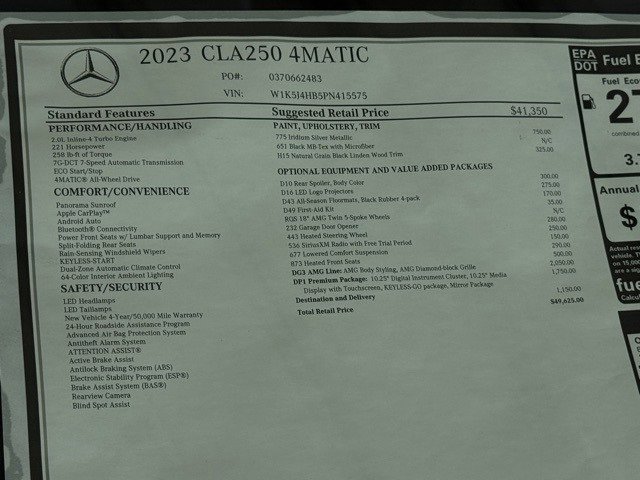 2023 CLA250 4MATIC
PO#: 0370662483
VIN: W1K5J4HB5PN415575
Standard Features
Suggested Retail Price $41,350
PERFORMANCE/HANDLING
2.0L Inline-4 Turbo Engine
221 Horsepower
258 lb-ft of Torque
7G-DCT 7-Speed Automatic Transmission
ECO Start/Stop
4MATIC® All-Wheel Drive
COMFORT/CONVENIENCE
Panorama Sunroof
Apple CarPlay™
Android Auto
Bluetooth® Connectivity
Power Front Seats w/ Lumbar Support and Memory
Split-Folding Rear Seats
Rain-Sensing Windshield Wipers
KEYLESS-START
Dual-Zone Automatic Climate Control
64-Color Interior Ambient Lighting
SAFETY/SECURITY
LED Headlamps
LED Taillamps
New Vehicle 4-Year/50,000 Mile Warranty
24-Hour Roadside Assistance Program
Advanced Air Bag Protection System
Antitheft Alarm System
ATTENTION ASSIST®
Active Brake Assist
Antilock Braking System (ABS)
Electronic Stability Program (ESP®)
Brake Assist System (BAS®)
Rearview Camera
Blind Spot Assist
PAINT, UPHOLSTERY, TRIM
775 Iridium Silver Metallic 750.00
651 Black MB-Tex with Microfiber N/C
H15 Natural Grain Black Linden Wood Trim 325.00
OPTIONAL EQUIPMENT AND VALUE ADDED PACKAGES
D10 Rear Spoiler, Body Color 300.00
D16 LED Logo Projectors 275.00
D43 All-Season Floormats, Black Rubber 4-pack 170.00
D49 First-Aid Kit 35.00
RGS 18" AMG Twin 5-Spoke Wheels N/C
232 Garage Door Opener 280.00
443 Heated Steering Wheel 250.00
536 SiriusXM Radio with Free Trial Period 150.00
677 Lowered Comfort Suspension 290.00
873 Heated Front Seats 500.00
DG3 AMG Line: AMG Body Styling, AMG Diamond-block Grille 2,050.00
DP1 Premium Package: 10.25" Digital Instrument Cluster, 10.25" Media 1,750.00
Display with Touchscreen, KEYLESS-GO package, Mirror Package
Destination and Delivery 1,150.00
Total Retail Price $49,625.00
EPA
DOT Fuel E
Fuel Eco
27
combined
3.
Annual
$
Actual res
vehicle. T
on 15,00
are a sign
fue
Calcu